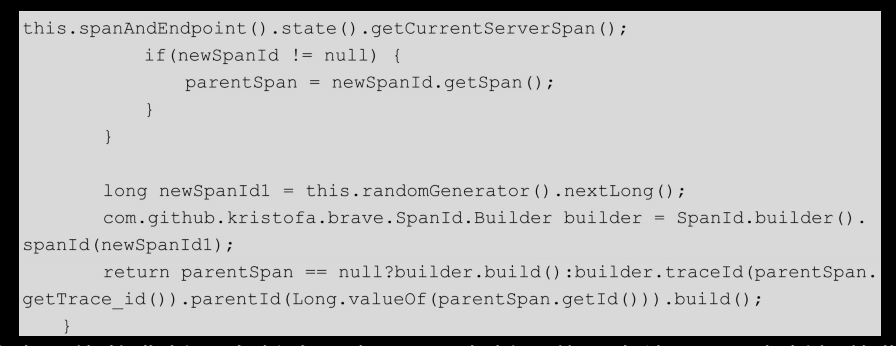 this.spanAndEndpoint().state().getCurrentServerSpan();
            if(newSpanId != null) {
                parentSpan = newSpanId.getSpan();
            }
        }

        long newSpanId1 = this.randomGenerator().nextLong();
        com.github.kristofa.brave.SpanId.Builder builder = SpanId.builder().
spanId(newSpanId1);
        return parentSpan == null?builder.build():builder.traceId(parentSpan.
getTrace_id()).parentId(Long.valueOf(parentSpan.getId())).build();
    }